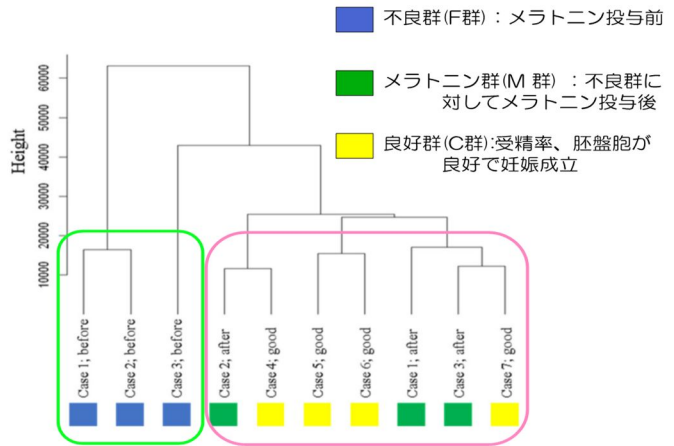 不良群(F群)：メラトニン投与前
メラトニン群(M 群)：不良群に
対してメラトニン投与後
良好群(C群):受精率、胚盤胞が
良好で妊娠成立
Height
60000
50000
40000
30000
20000
10000
Case 1; before
Case 2; before
Case 3; before
Case 2; after
Case 4; good
Case 5; good
Case 6; good
Case 1; after
Case 3; after
Case 7; good